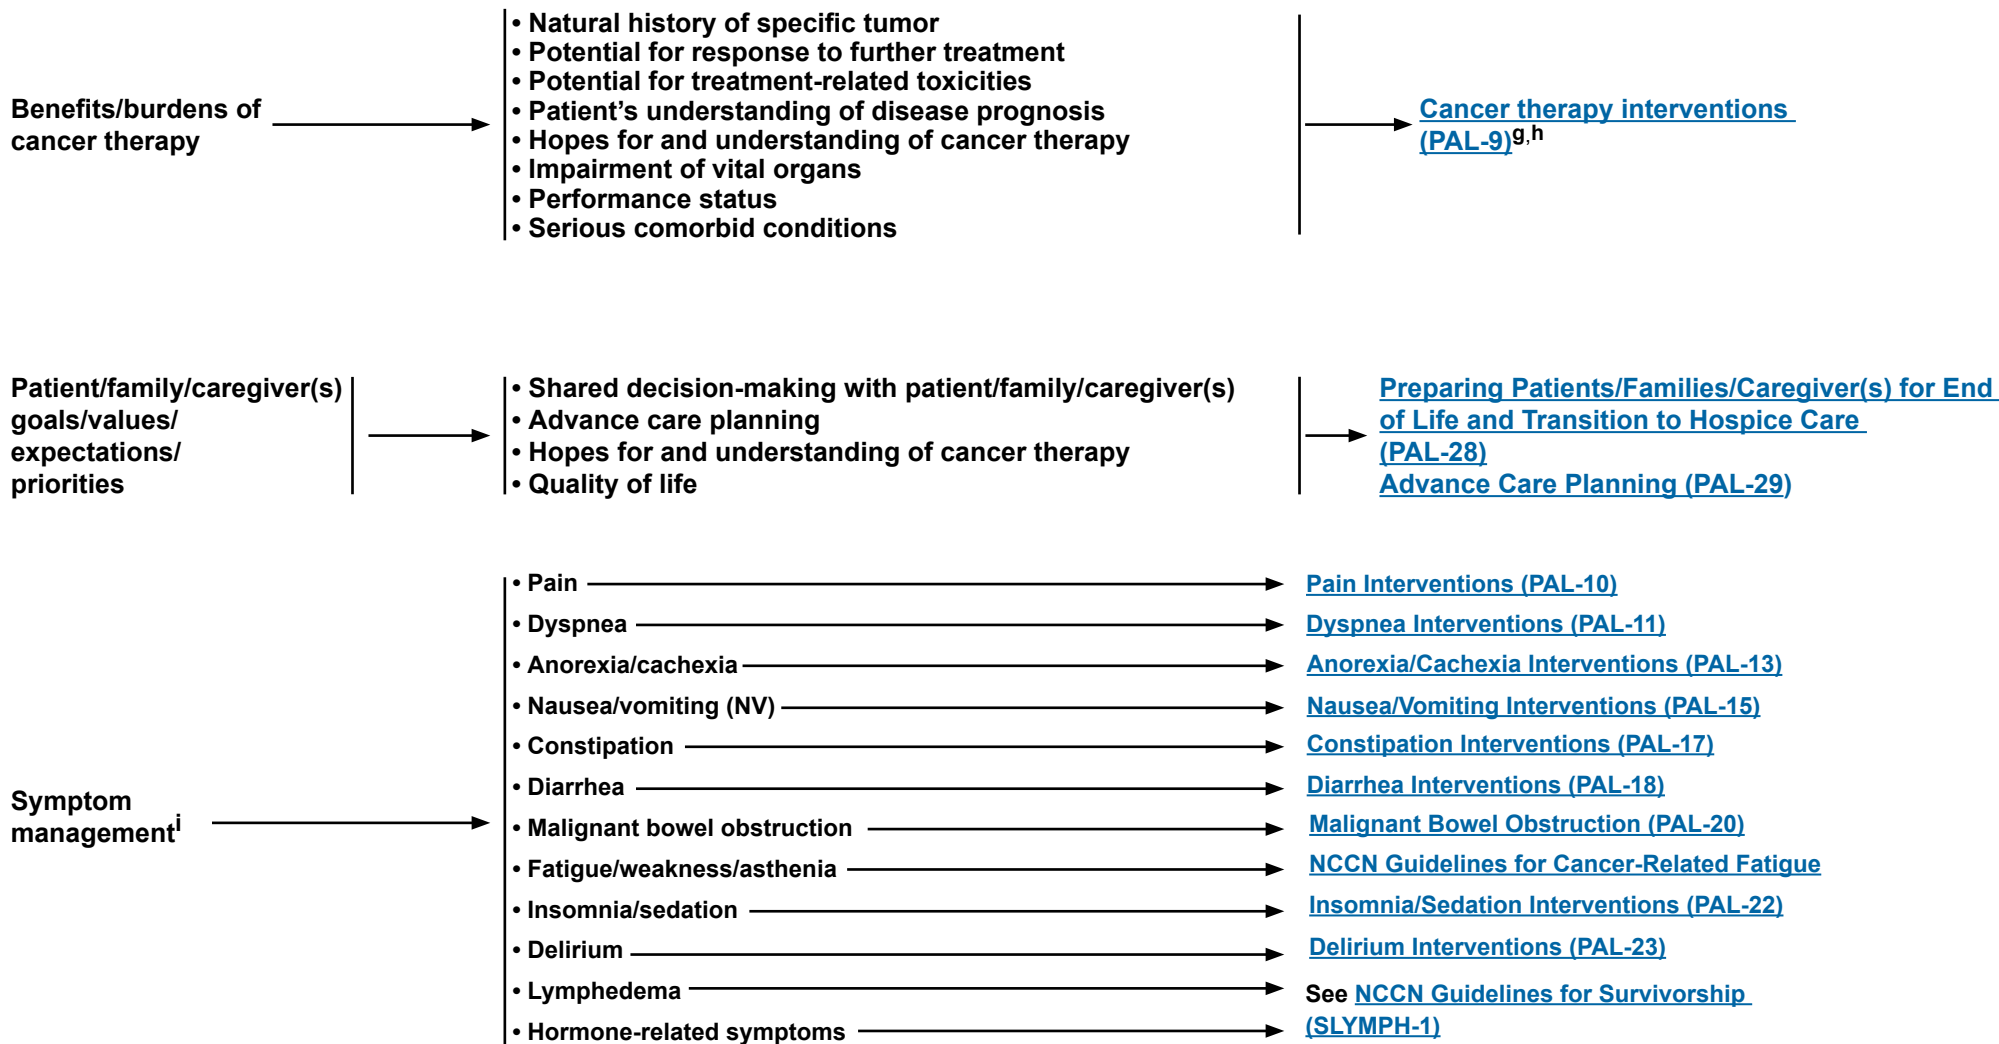 Benefits/burdens of
cancer therapy
• Natural history of specific tumor
• Potential for response to further treatment
• Potential for treatment-related toxicities
• Patient’s understanding of disease prognosis
• Hopes for and understanding of cancer therapy
• Impairment of vital organs
• Performance status
• Serious comorbid conditions
Cancer therapy interventions
(PAL-9)g,h
Patient/family/caregiver(s)
goals/values/
expectations/
priorities
• Shared decision-making with patient/family/caregiver(s)
• Advance care planning
• Hopes for and understanding of cancer therapy
• Quality of life
Preparing Patients/Families/Caregiver(s) for End
of Life and Transition to Hospice Care
(PAL-28)
Advance Care Planning (PAL-29)
Symptom
managementi
• Pain
Pain Interventions (PAL-10)
• Dyspnea
Dyspnea Interventions (PAL-11)
• Anorexia/cachexia
Anorexia/Cachexia Interventions (PAL-13)
• Nausea/vomiting (NV)
Nausea/Vomiting Interventions (PAL-15)
• Constipation
Constipation Interventions (PAL-17)
• Diarrhea
Diarrhea Interventions (PAL-18)
• Malignant bowel obstruction
Malignant Bowel Obstruction (PAL-20)
• Fatigue/weakness/asthenia
NCCN Guidelines for Cancer-Related Fatigue
• Insomnia/sedation
Insomnia/Sedation Interventions (PAL-22)
• Delirium
Delirium Interventions (PAL-23)
• Lymphedema
• Hormone-related symptoms
See NCCN Guidelines for Survivorship
(SLYMPH-1)